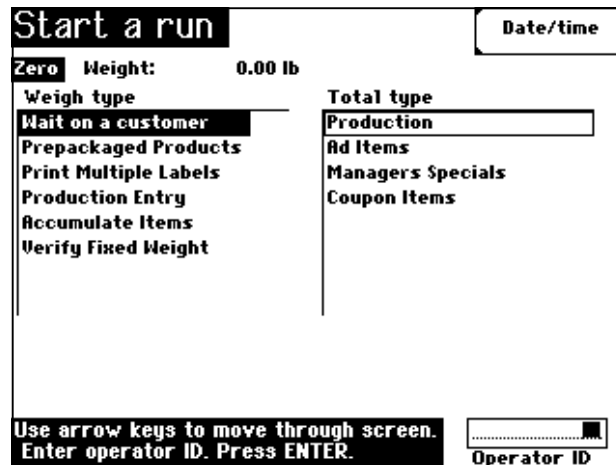 Start a run
Date/time
Zero Weight: 0.00 lb
Weigh type
Wait on a customer
Prepackaged Products
Print Multiple Labels
Production Entry
Accumulate Items
Verify Fixed Weight
Total type
Production
Ad Items
Managers Specials
Coupon Items
Use arrow keys to move through screen.
Enter operator ID. Press ENTER.
Operator ID